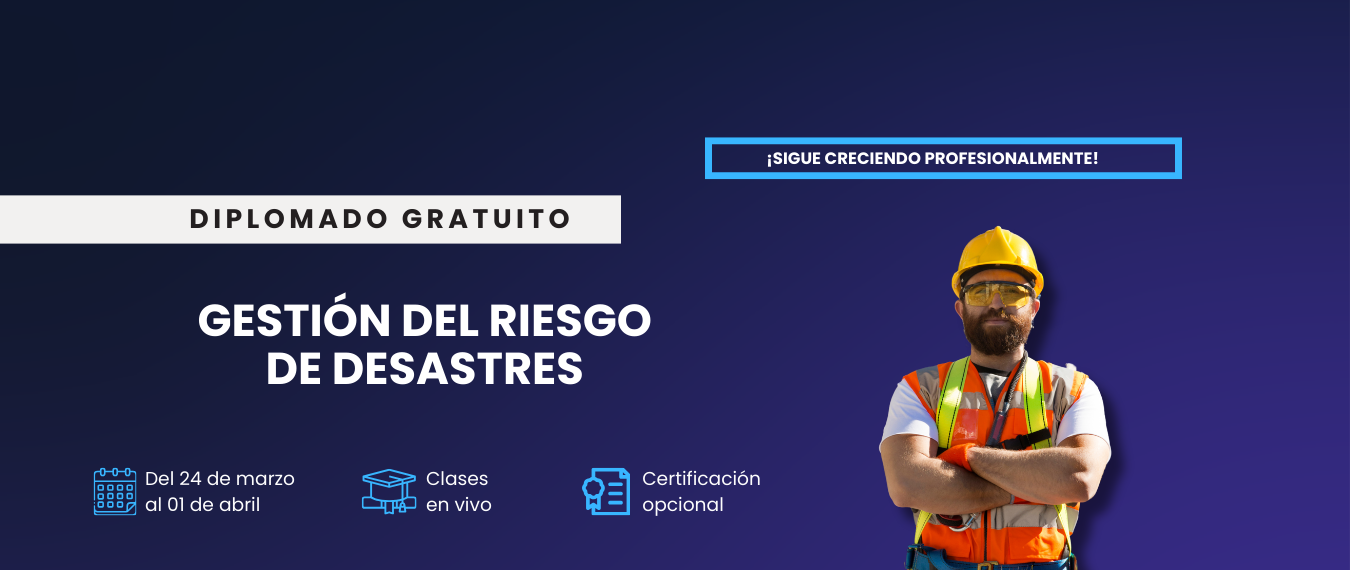 ¡SIGUE CRECIENDO PROFESIONALMENTE!
DIPLOMADO GRATUITO
GESTIÓN DEL RIESGO
DE DESASTRES
Del 24 de marzo
al 01 de abril
Clases
en vivo
Certificación
opcional